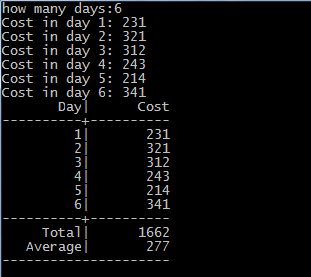 how many days:6
Cost in day 1: 231
Cost in day 2: 321
Cost in day 3: 312
Cost in day 4: 243
Cost in day 5: 214
Cost in day 6: 341
       Day|      Cost
----------+----------
         1|       231
         2|       321
         3|       312
         4|       243
         5|       214
         6|       341
----------+----------
     Total|      1662
   Average|       277
---------------------